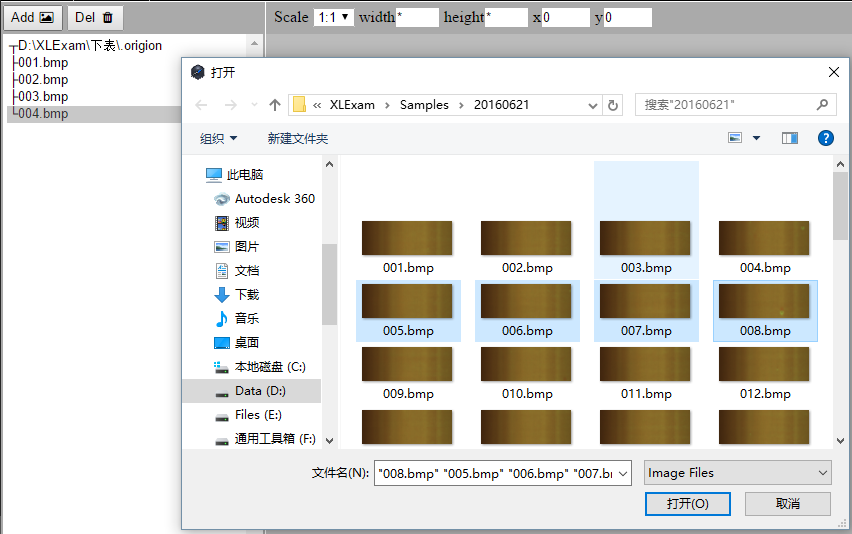 Add Del Scale 1:1 width * height * x 0 y 0
D:\XLExam\下表\.origion
001.bmp
002.bmp
003.bmp
004.bmp
打开
« XLExam › Samples › 20160621
搜索"20160621"
组织 新建文件夹
此电脑
Autodesk 360
视频
图片
文档
下载
音乐
桌面
本地磁盘 (C:)
Data (D:)
Files (E:)
通用工具箱 (F:)
001.bmp 002.bmp 003.bmp 004.bmp
005.bmp 006.bmp 007.bmp 008.bmp
009.bmp 010.bmp 011.bmp 012.bmp
文件名(N): "008.bmp" "005.bmp" "006.bmp" "007.b Image Files
打开(O) 取消